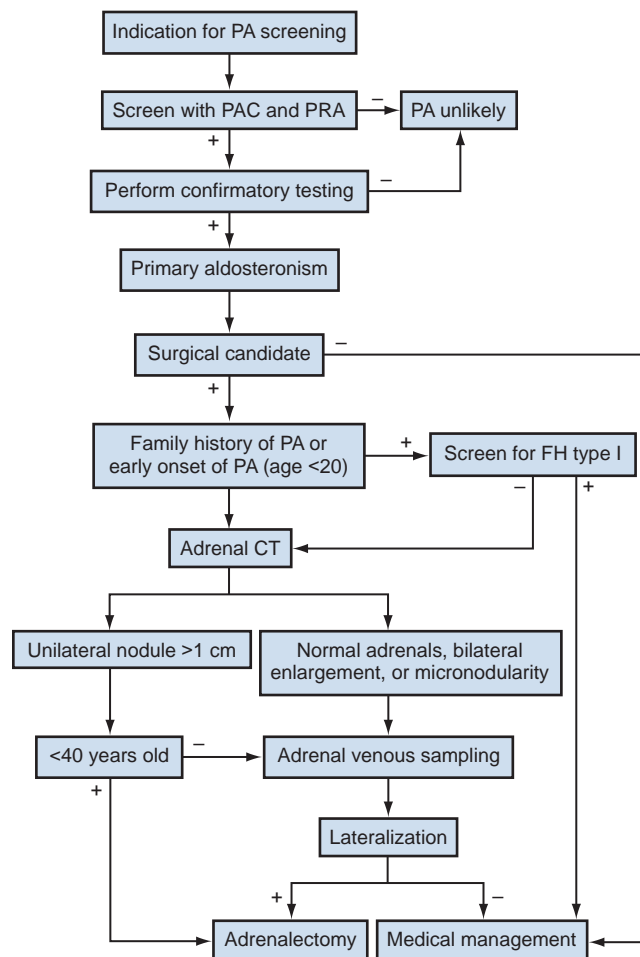 Indication for PA screening
Screen with PAC and PRA
–
PA unlikely
+
Perform confirmatory testing
–
+
Primary aldosteronism
Surgical candidate
–
+
Family history of PA or
early onset of PA (age <20)
+
Screen for FH type I
–
+
Adrenal CT
Unilateral nodule >1 cm
Normal adrenals, bilateral
enlargement, or micronodularity
<40 years old
–
Adrenal venous sampling
+
Lateralization
+
–
Adrenalectomy
Medical management